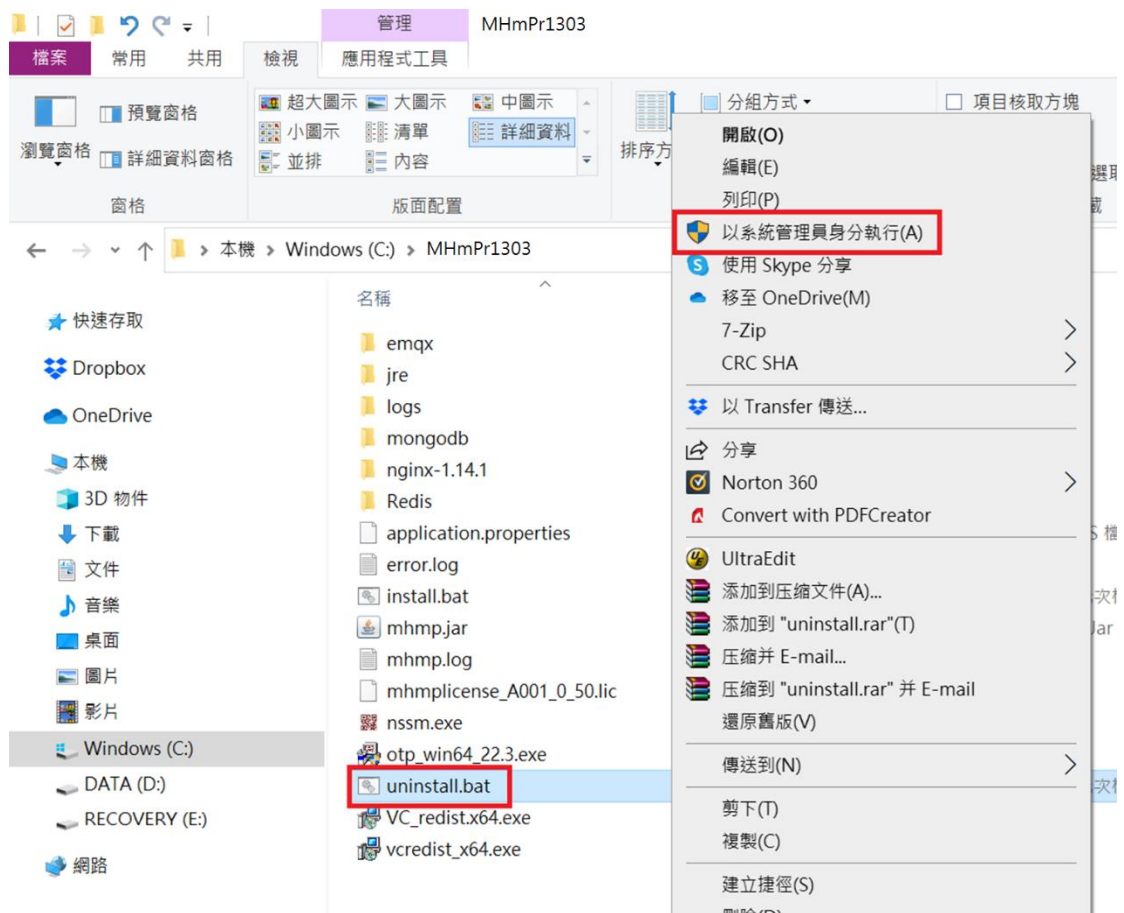 管理
MHmPr1303
檔案
常用
共用
檢視
應用程式工具
瀏覽窗格
預覽窗格
詳細資料窗格
窗格
超大圖示
大圖示
中圖示
小圖示
清單
詳細資料
並排
內容
版面配置
排序方
分組方式
項目核取方塊
選取
藏
本機
Windows (C:)
MHmPr1303
快速存取
Dropbox
OneDrive
本機
3D 物件
下載
文件
音樂
桌面
圖片
影片
Windows (C:)
DATA (D:)
RECOVERY (E:)
網路
名稱
emqx
jre
logs
mongodb
nginx-1.14.1
Redis
application.properties
error.log
install.bat
mhmp.jar
mhmp.log
mhmplicense_A001_0_50.lic
nssm.exe
otp_win64_22.3.exe
uninstall.bat
VC_redist.x64.exe
vcredist_x64.exe
開啟(O)
編輯(E)
列印(P)
以系統管理員身分執行(A)
使用 Skype 分享
移至 OneDrive(M)
7-Zip
CRC SHA
以 Transfer 傳送...
分享
Norton 360
Convert with PDFCreator
UltraEdit
添加到压缩文件(A)...
添加到 "uninstall.rar"(T)
压缩并 E-mail...
压缩到 "uninstall.rar" 并 E-mail
還原舊版(V)
傳送到(N)
剪下(T)
複製(C)
建立捷徑(S)
刪除(D)
S 檔
次檔
Jar
次檔